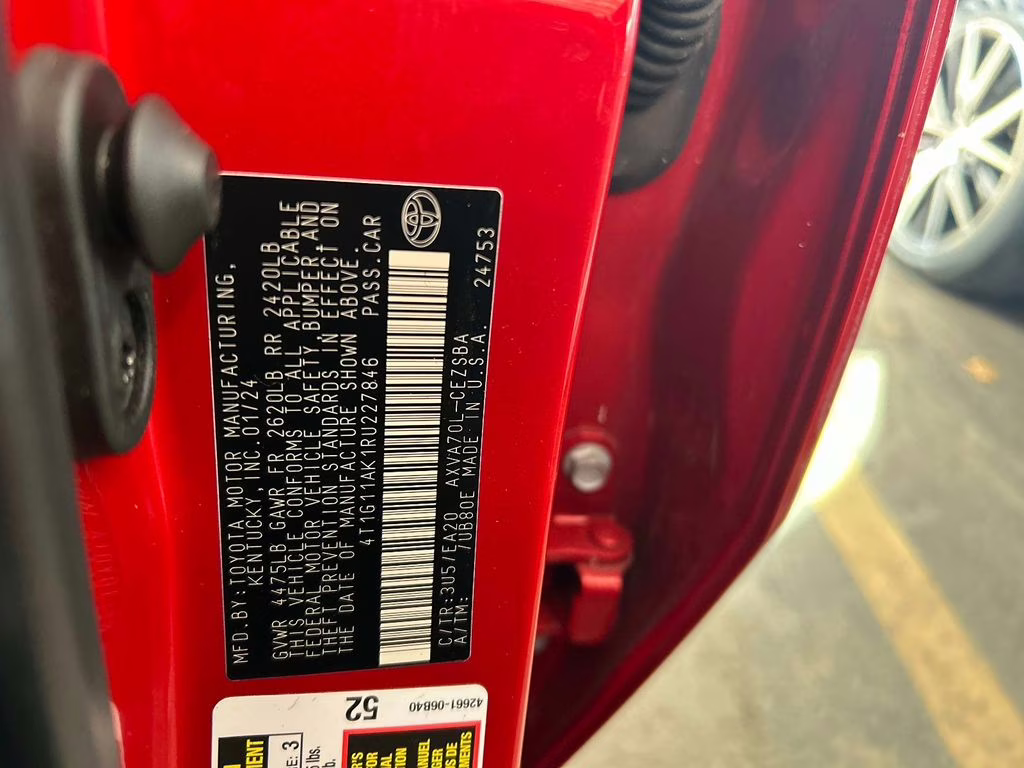 MFD. BY: TOYOTA MOTOR MANUFACTURING,
KENTUCKY, INC. 01/24
GVWR 4475LB GAWR FR 2620LB RR 2420LB
THIS VEHICLE CONFORMS TO ALL APPLICABLE
FEDERAL MOTOR VEHICLE SAFETY, BUMPER, AND
THEFT PREVENTION STANDARDS IN EFFECT ON
THE DATE OF MANUFACTURE SHOWN ABOVE.
4T1G11AK1RU227846 PASS. CAR
C/TR:3U5/EA20 AXVA70L-CEZSBA
A/TM: /UB80E MADE IN U.S.A. 24753
52
42661-06B40